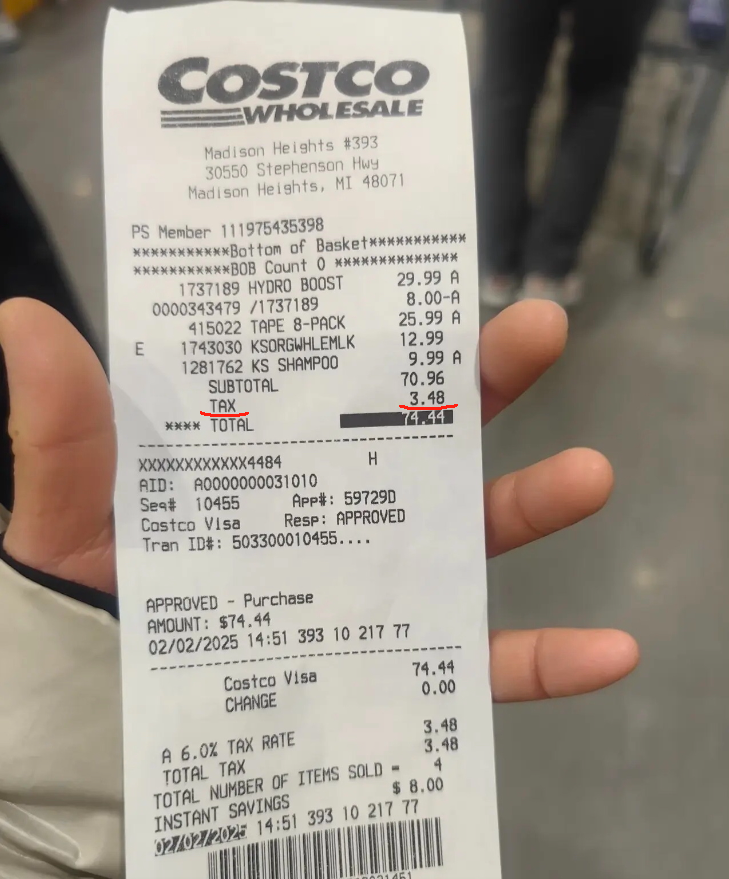 COSTCO
WHOLESALE
Madison Heights #393
30550 Stephenson Hwy
Madison Heights, MI 48071
PS Member 111975435398
***********Bottom of Basket***********
***********BOB Count 0 **************
1737189 HYDRO BOOST 29.99 A
0000343479 /1737189 8.00-A
415022 TAPE 8-PACK 25.99 A
E 1743030 KSORGWHLEMLK 12.99
1281762 KS SHAMPOO 9.99 A
SUBTOTAL 70.96
TAX 3.48
**** TOTAL 74.44
XXXXXXXXXXXX4484 H
AID: A0000000031010
Seq# 10455 App#: 59729D
Costco Visa Resp: APPROVED
Tran ID#: 503300010455....
APPROVED - Purchase
AMOUNT: $74.44
02/02/2025 14:51 393 10 217 77
Costco Visa 74.44
CHANGE 0.00
A 6.0% TAX RATE 3.48
TOTAL TAX 3.48
TOTAL NUMBER OF ITEMS SOLD = 4
INSTANT SAVINGS $ 8.00
02/02/2025 14:51 393 10 217 77